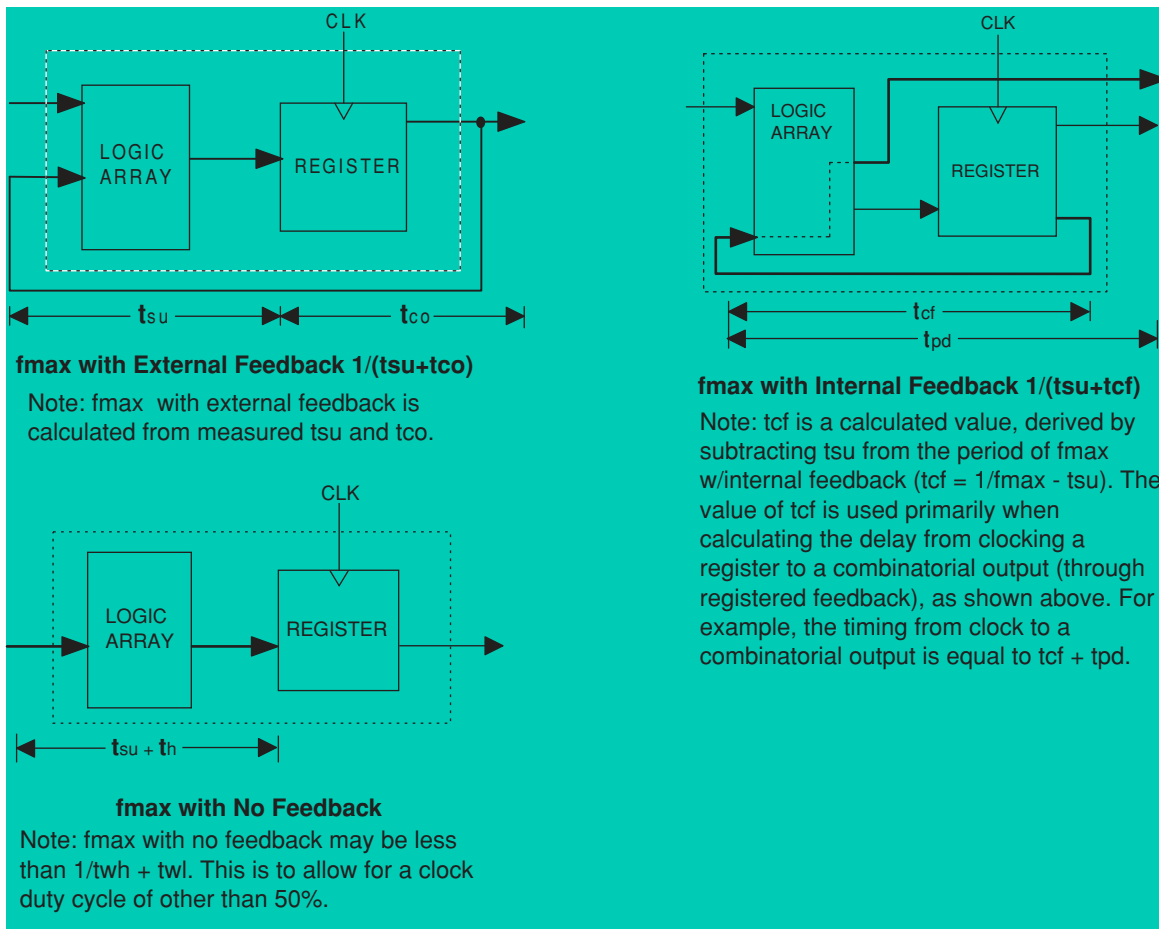 CLK
LOGIC
ARRAY
REGISTER
tsu
tco
fmax with External Feedback 1/(tsu+tco)
Note: fmax with external feedback is
calculated from measured tsu and tco.
CLK
LOGIC
ARRAY
REGISTER
tsu + th
fmax with No Feedback
Note: fmax with no feedback may be less
than 1/twh + twl. This is to allow for a clock
duty cycle of other than 50%.
CLK
LOGIC
ARRAY
REGISTER
tcf
tpd
fmax with Internal Feedback 1/(tsu+tcf)
Note: tcf is a calculated value, derived by
subtracting tsu from the period of fmax
w/internal feedback (tcf = 1/fmax - tsu). The
value of tcf is used primarily when
calculating the delay from clocking a
register to a combinatorial output (through
registered feedback), as shown above. For
example, the timing from clock to a
combinatorial output is equal to tcf + tpd.